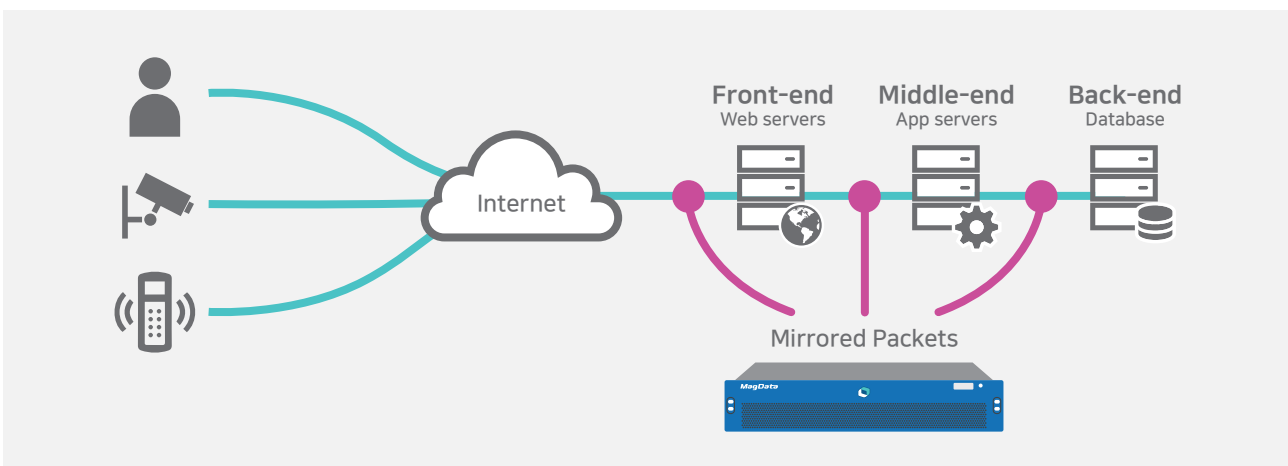 Front-end
Web servers
Middle-end
App servers
Back-end
Database
Internet
Mirrored Packets
MagData